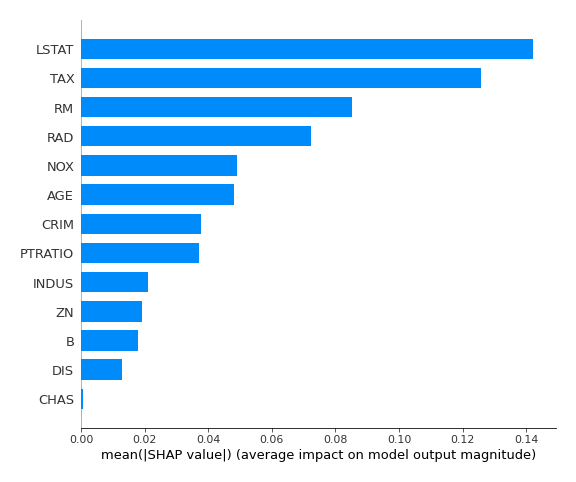 LSTAT
TAX
RM
RAD
NOX
AGE
CRIM
PTRATIO
INDUS
ZN
B
DIS
CHAS
0.00 0.02 0.04 0.06 0.08 0.10 0.12 0.14
mean(|SHAP value|) (average impact on model output magnitude)